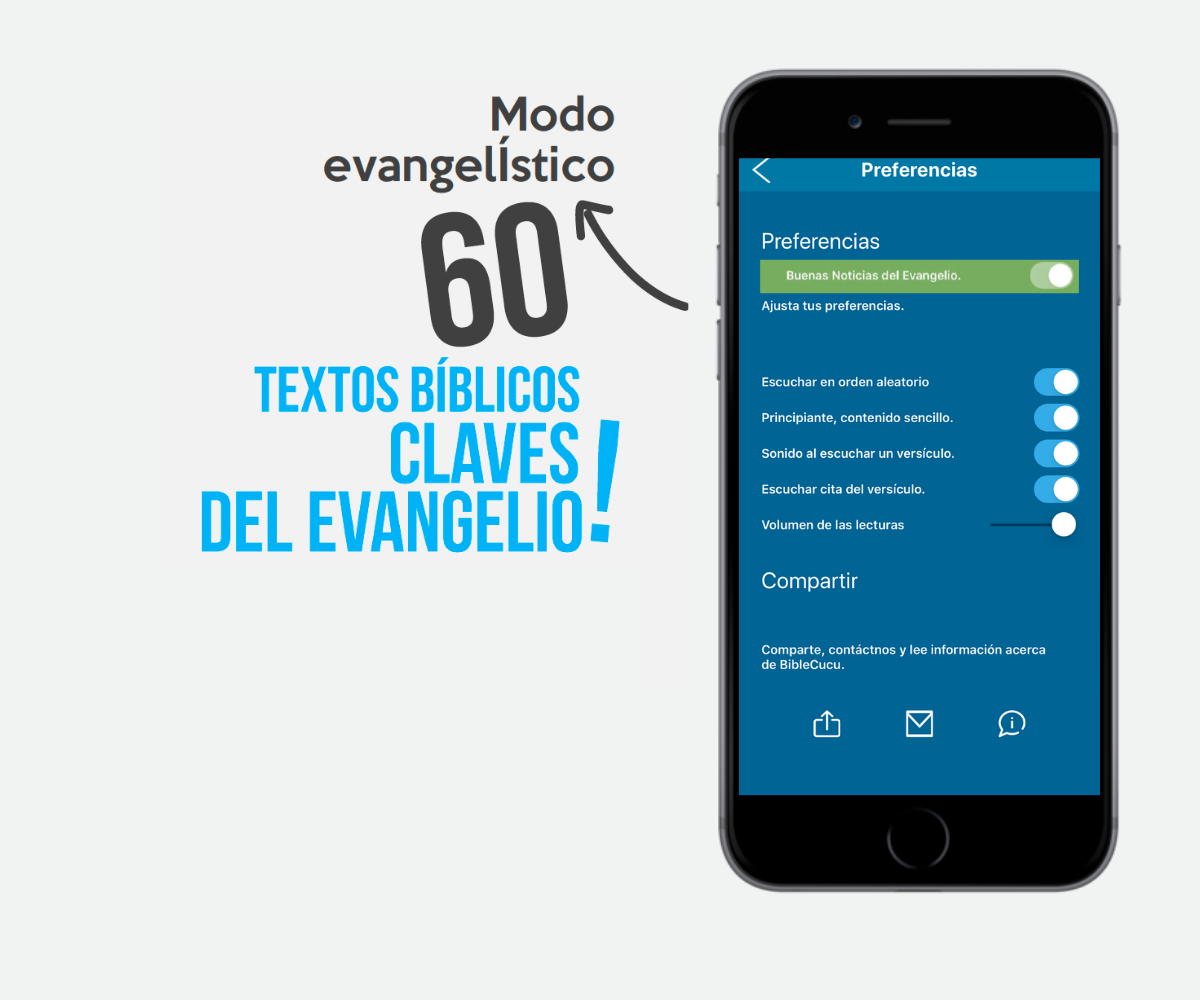 Modo
evangelÍstico
60
TEXTOS BÍBLICOS
CLAVES
DEL EVANGELIO!
Preferencias
Preferencias
Buenas Noticias del Evangelio.
Ajusta tus preferencias.
Escuchar en orden aleatorio
Principiante, contenido sencillo.
Sonido al escuchar un versículo.
Escuchar cita del versículo.
Volumen de las lecturas
Compartir
Comparte, contáctnos y lee información acerca
de BibleCucu.